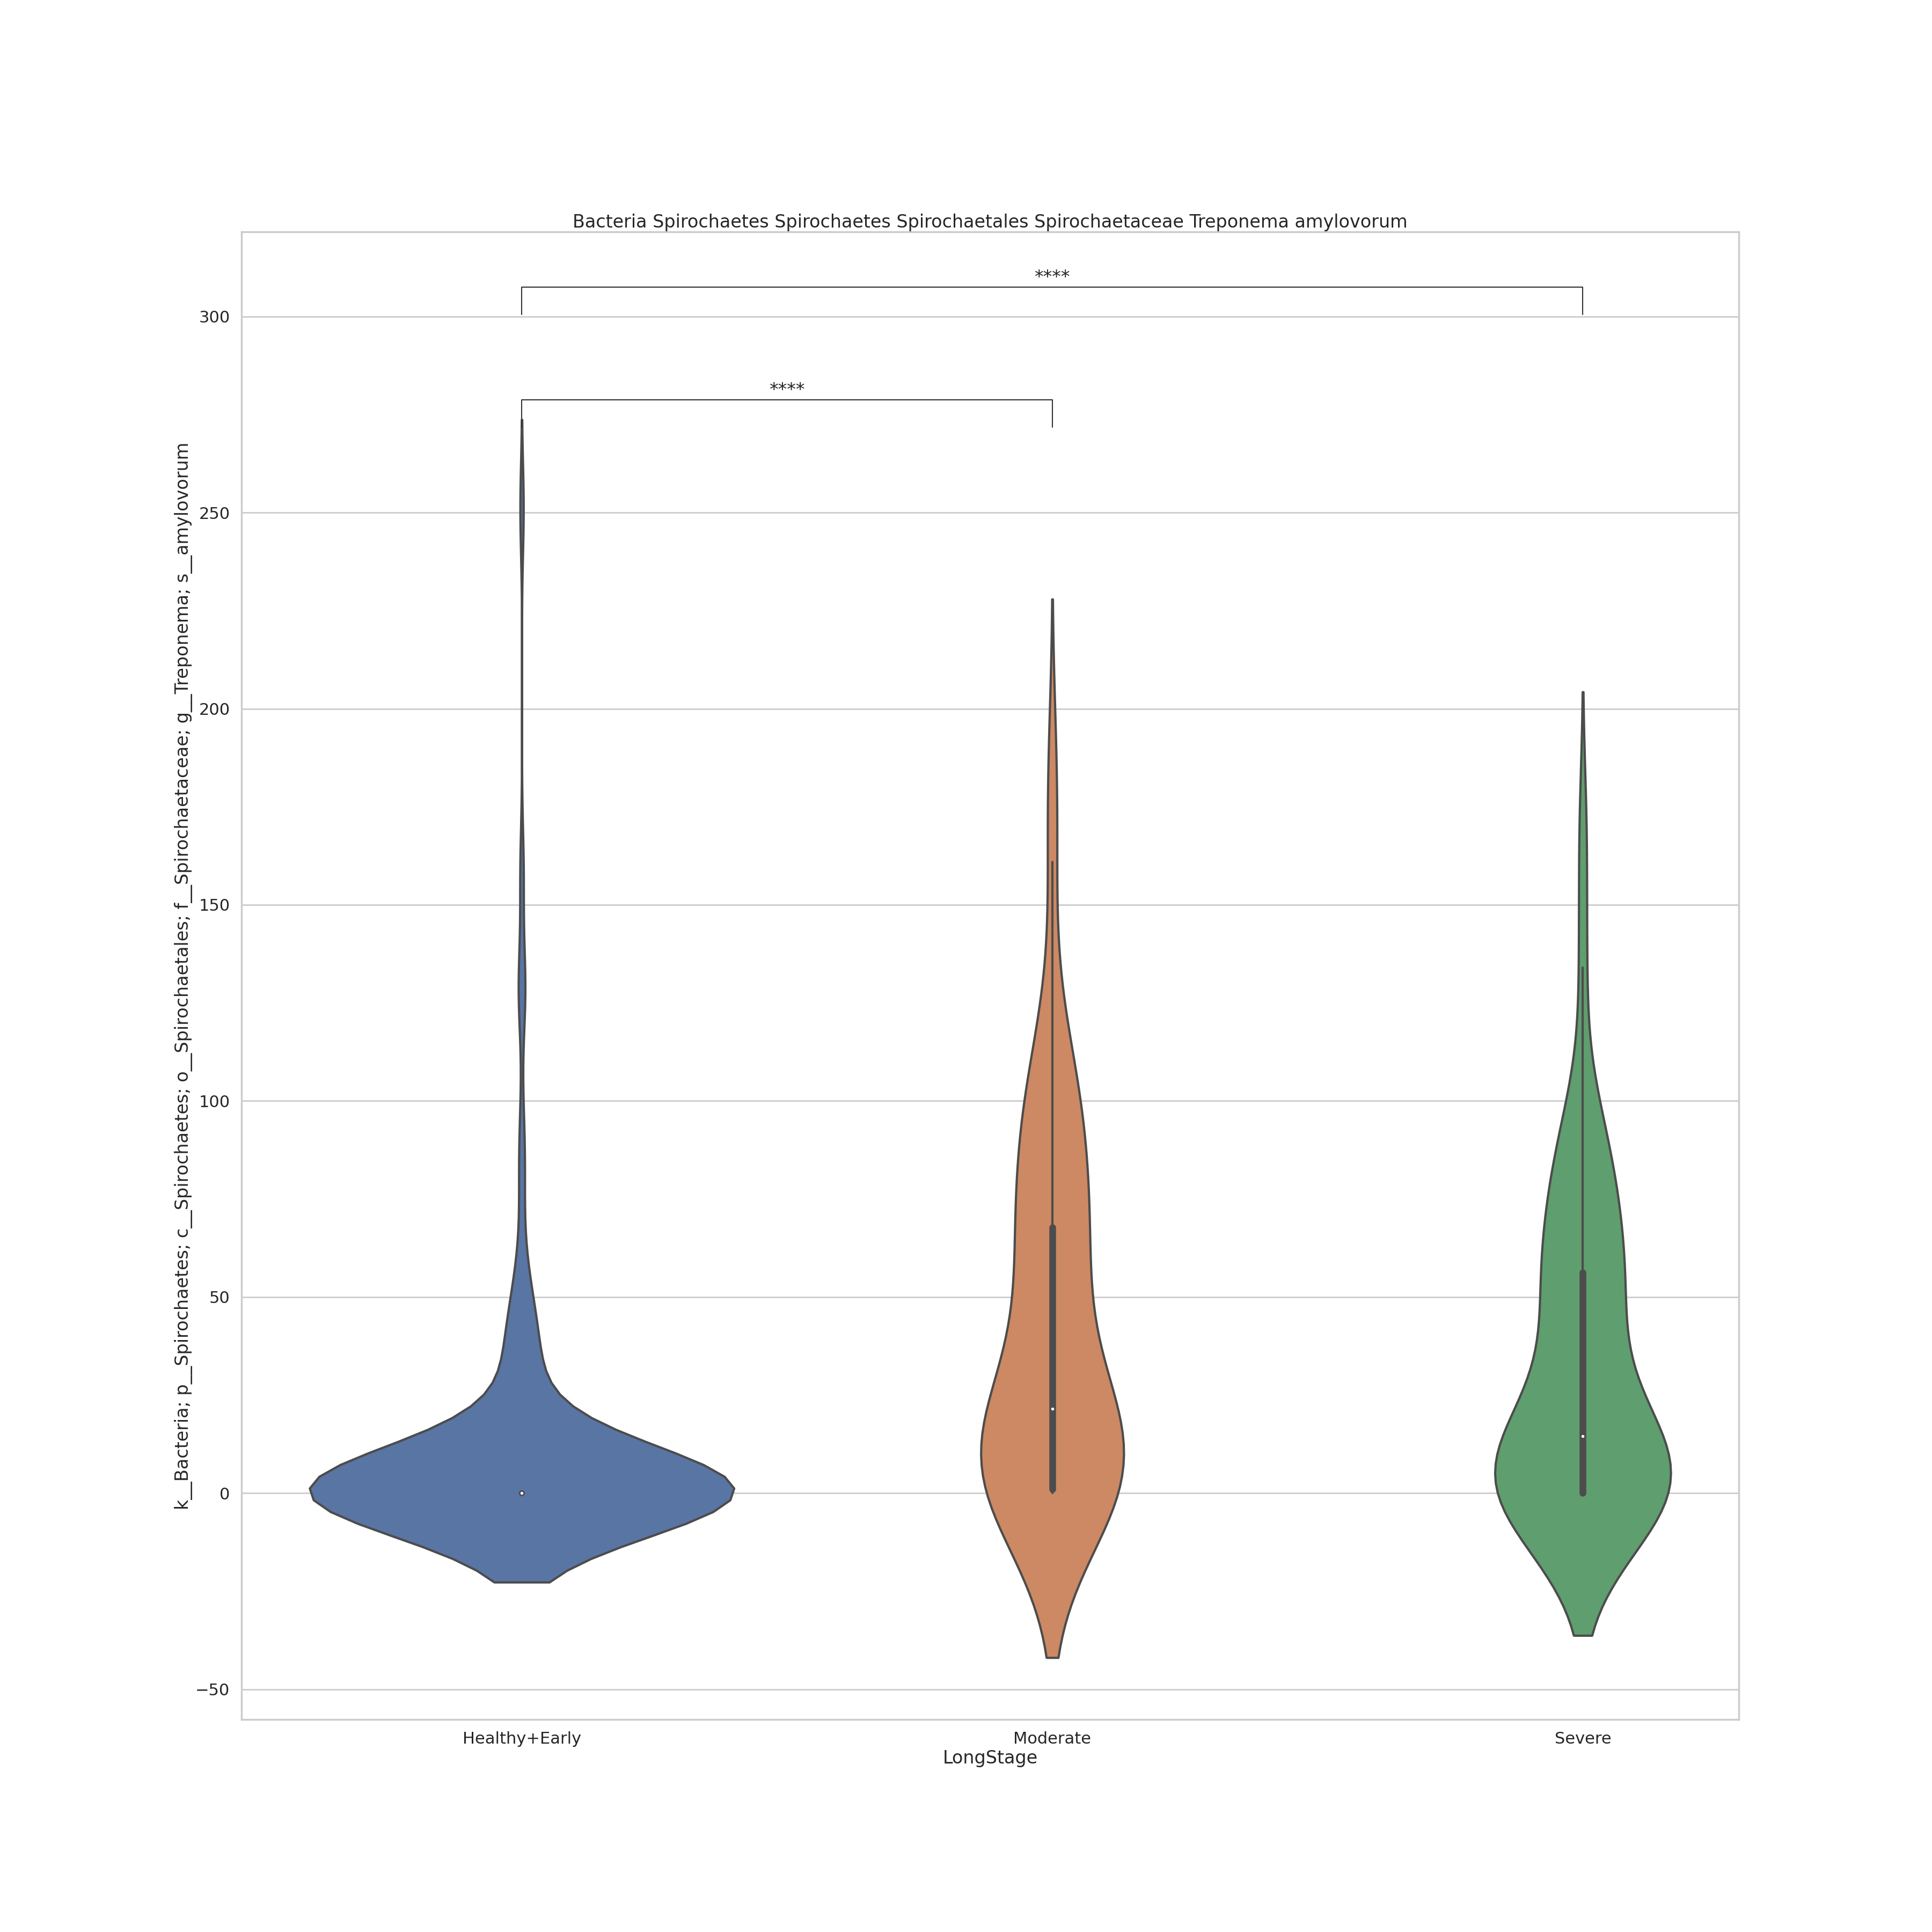 Bacteria Spirochaetes Spirochaetes Spirochaetales Spirochaetaceae Treponema amylovorum
k__Bacteria; p__Spirochaetes; c__Spirochaetes; o__Spirochaetales; f__Spirochaetaceae; g__Treponema; s__amylovorum
****
300
****
250
200
150
100
50
0
−50
Healthy+Early Moderate Severe
LongStage